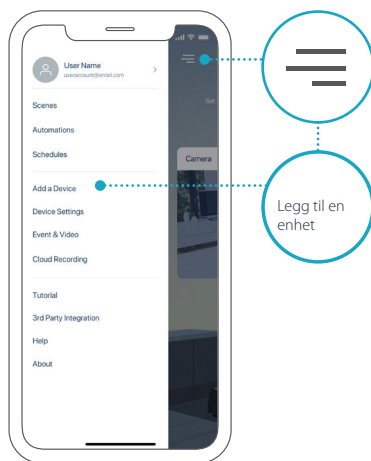 User Name
useraccount@email.com
Scenes
Automations
Schedules
Add a Device
Device Settings
Event & Video
Cloud Recording
Tutorial
3rd Party Integration
Help
About
Set
Camera
Legg til en
enhet